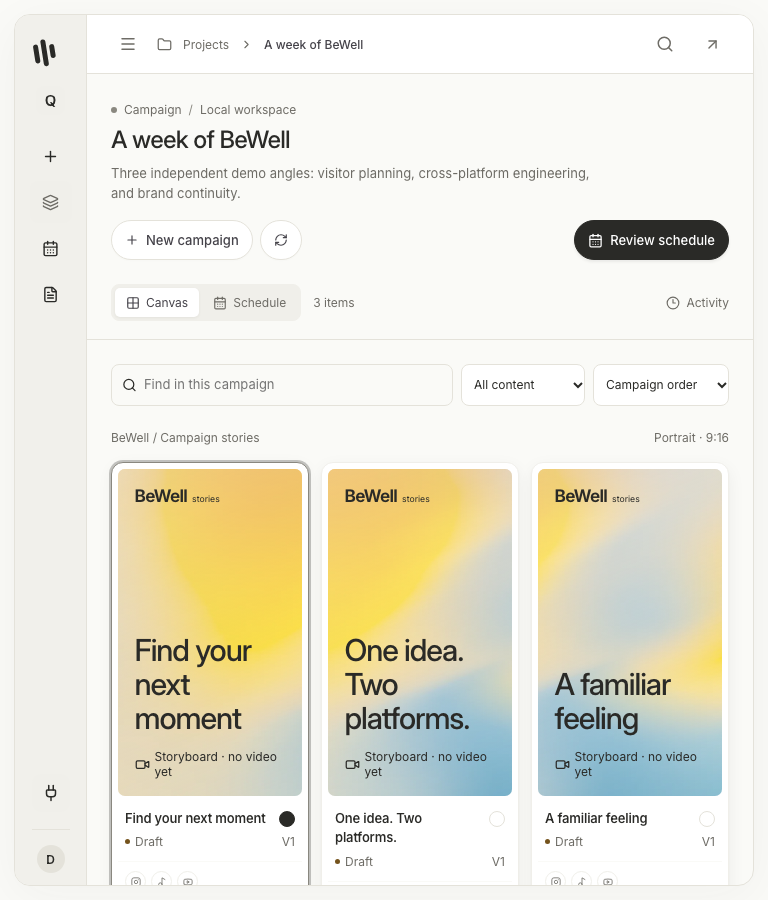 Projects
A week of BeWell
Q
Campaign / Local workspace
A week of BeWell
Three independent demo angles: visitor planning, cross-platform engineering,
and brand continuity.
New campaign
Review schedule
Canvas
Schedule
3 items
Activity
Find in this campaign
All content
Campaign order
BeWell / Campaign stories
Portrait · 9:16
BeWell stories
Find your
next
moment
Storyboard · no video
yet
Find your next moment
Draft
V1
BeWell stories
One idea.
Two
platforms.
Storyboard · no video
yet
One idea. Two
platforms.
Draft
V1
BeWell stories
A familiar
feeling
Storyboard · no video
yet
A familiar feeling
Draft
V1
D